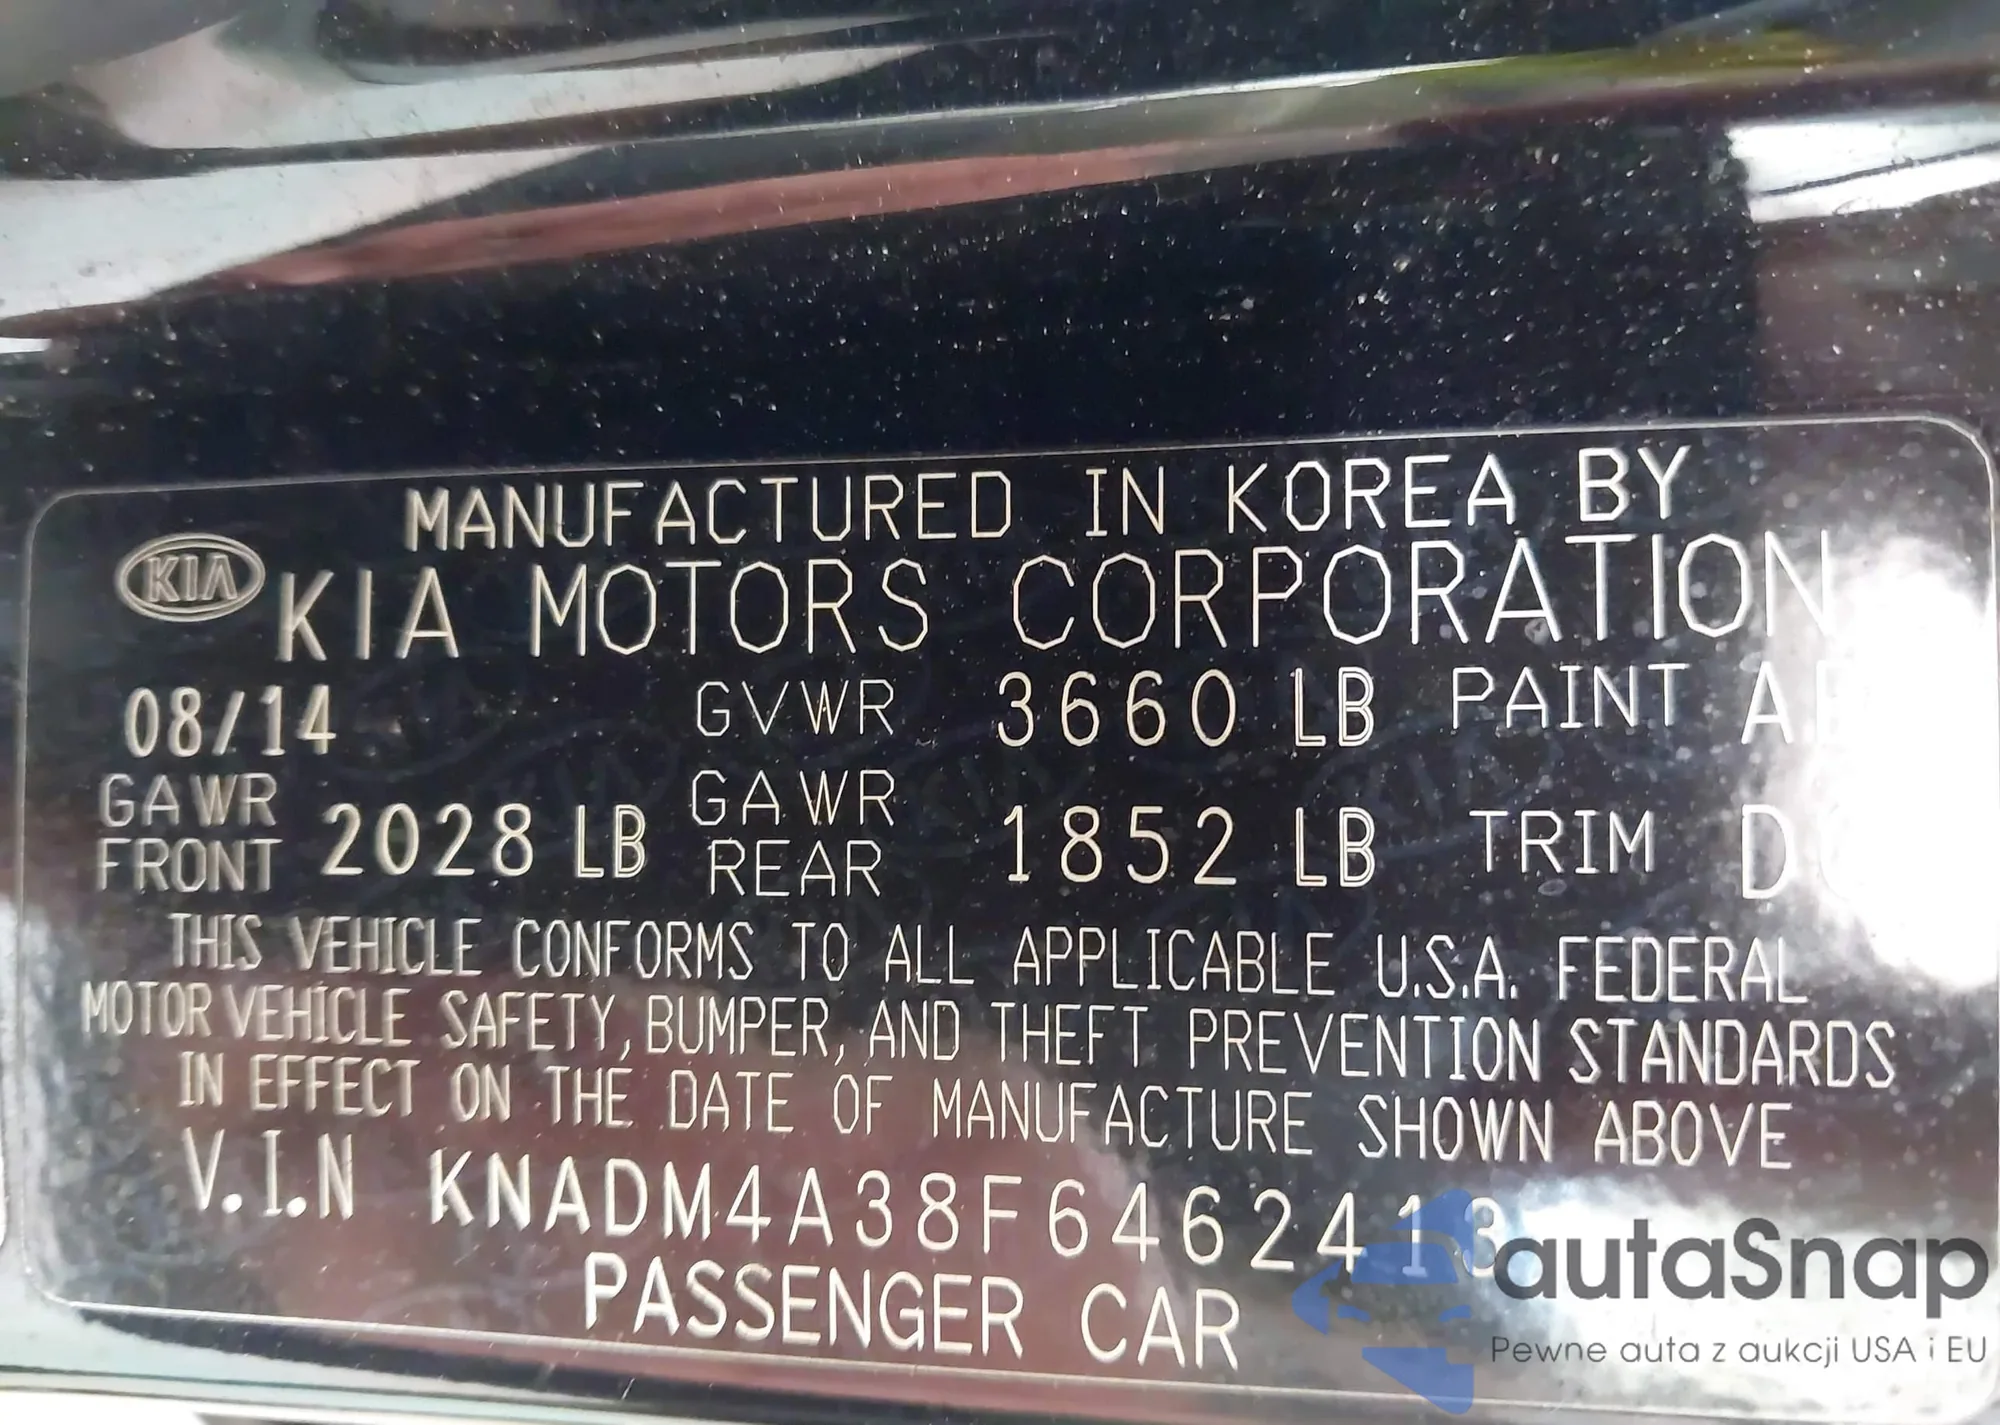 MANUFACTURED IN KOREA BY
KIA KIA MOTORS CORPORATION
08/14 GVWR 3660 LB PAINT
GAWR FRONT 2028 LB GAWR REAR 1852 LB TRIM
THIS VEHICLE CONFORMS TO ALL APPLICABLE U.S.A. FEDERAL
MOTOR VEHICLE SAFETY, BUMPER, AND THEFT PREVENTION STANDARDS
IN EFFECT ON THE DATE OF MANUFACTURE SHOWN ABOVE
V.I.N KNADM4A38F6462413
PASSENGER CAR
autaSnap
Pewne auta z aukcji USA i EU